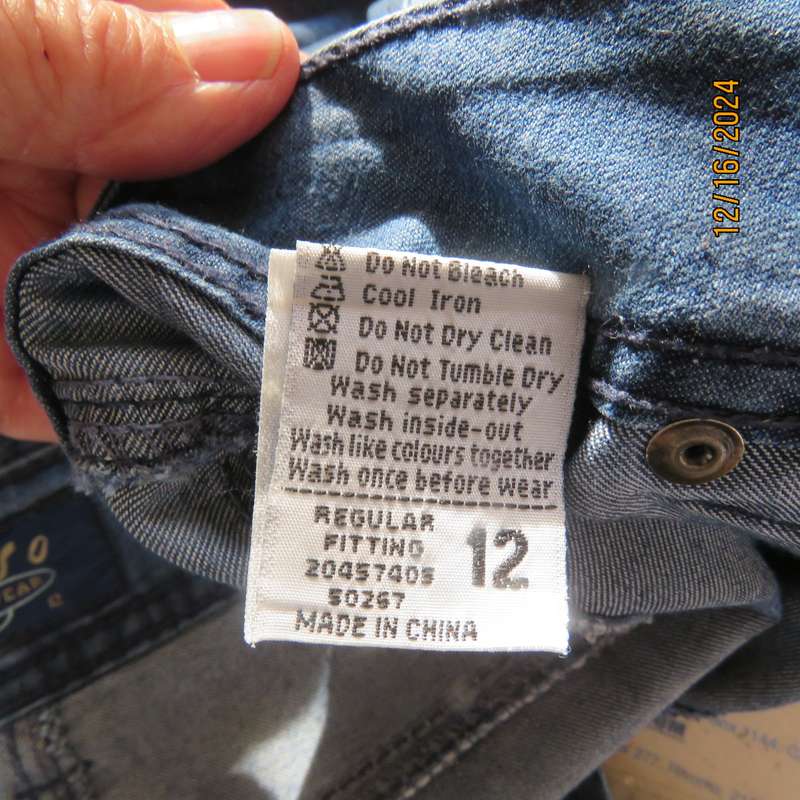 12/16/2024
Do Not Bleach
Cool Iron
Do Not Dry Clean
Do Not Tumble Dry
Wash separately
Wash inside-out
Wash like colours together
Wash once before wear
REGULAR
FITTING
12
20457405
50267
MADE IN CHINA